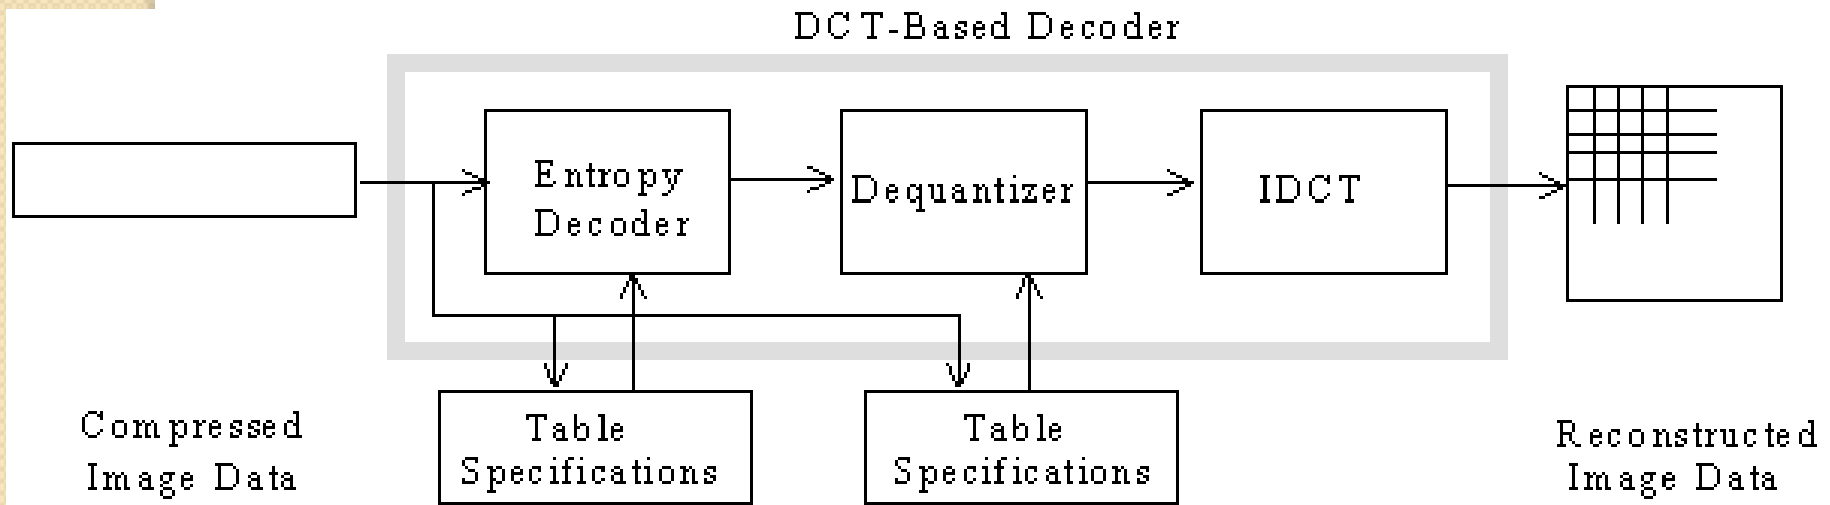 DCT-Based Decoder
Entropy
Decoder
Dequantizer
IDCT
Compressed
Image Data
Table
Specifications
Table
Specifications
Reconstructed
Image Data